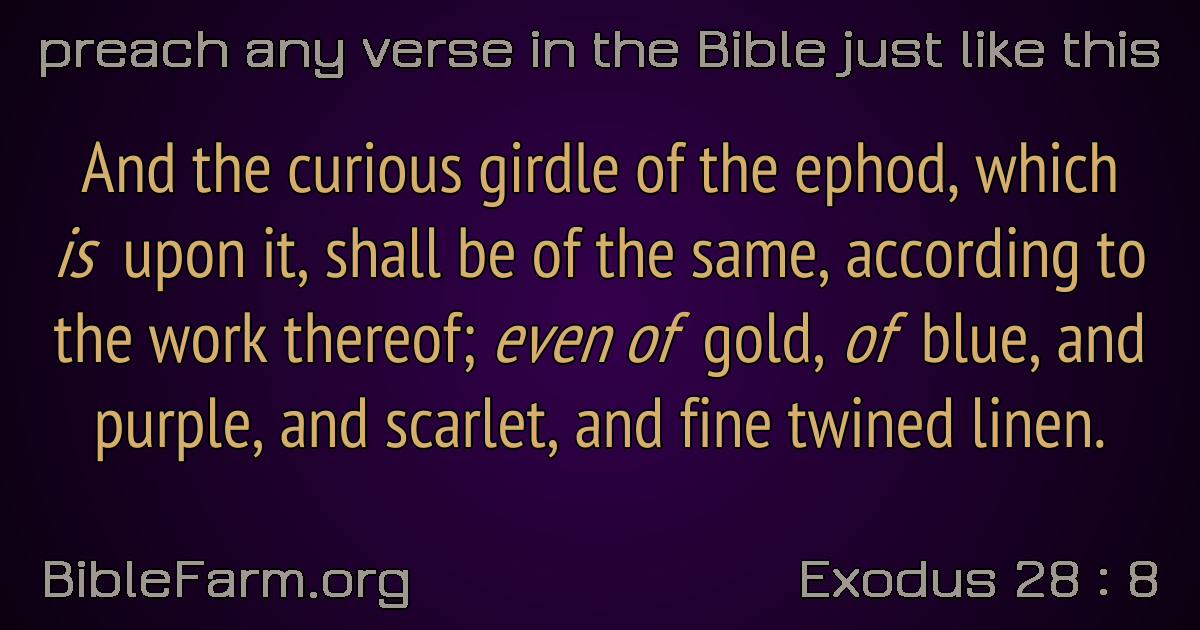 preach any verse in the Bible just like this
And the curious girdle of the ephod, which
is upon it, shall be of the same, according to
the work thereof; even of gold, of blue, and
purple, and scarlet, and fine twined linen.
BibleFarm.org
Exodus 28 : 8